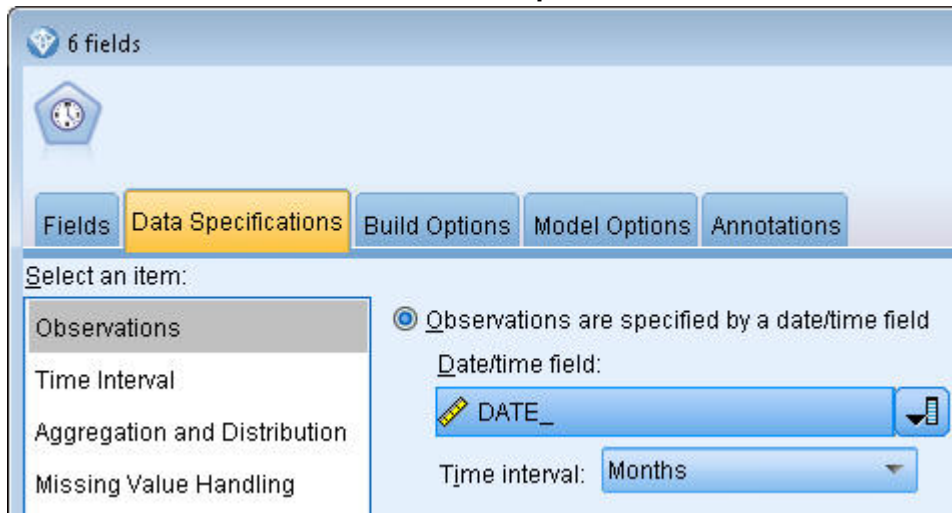 6 fields
Fields Data Specifications Build Options Model Options Annotations
Select an item:
Observations
Time Interval
Aggregation and Distribution
Missing Value Handling
Observations are specified by a date/time field
Date/time field:
DATE_
Time interval: Months